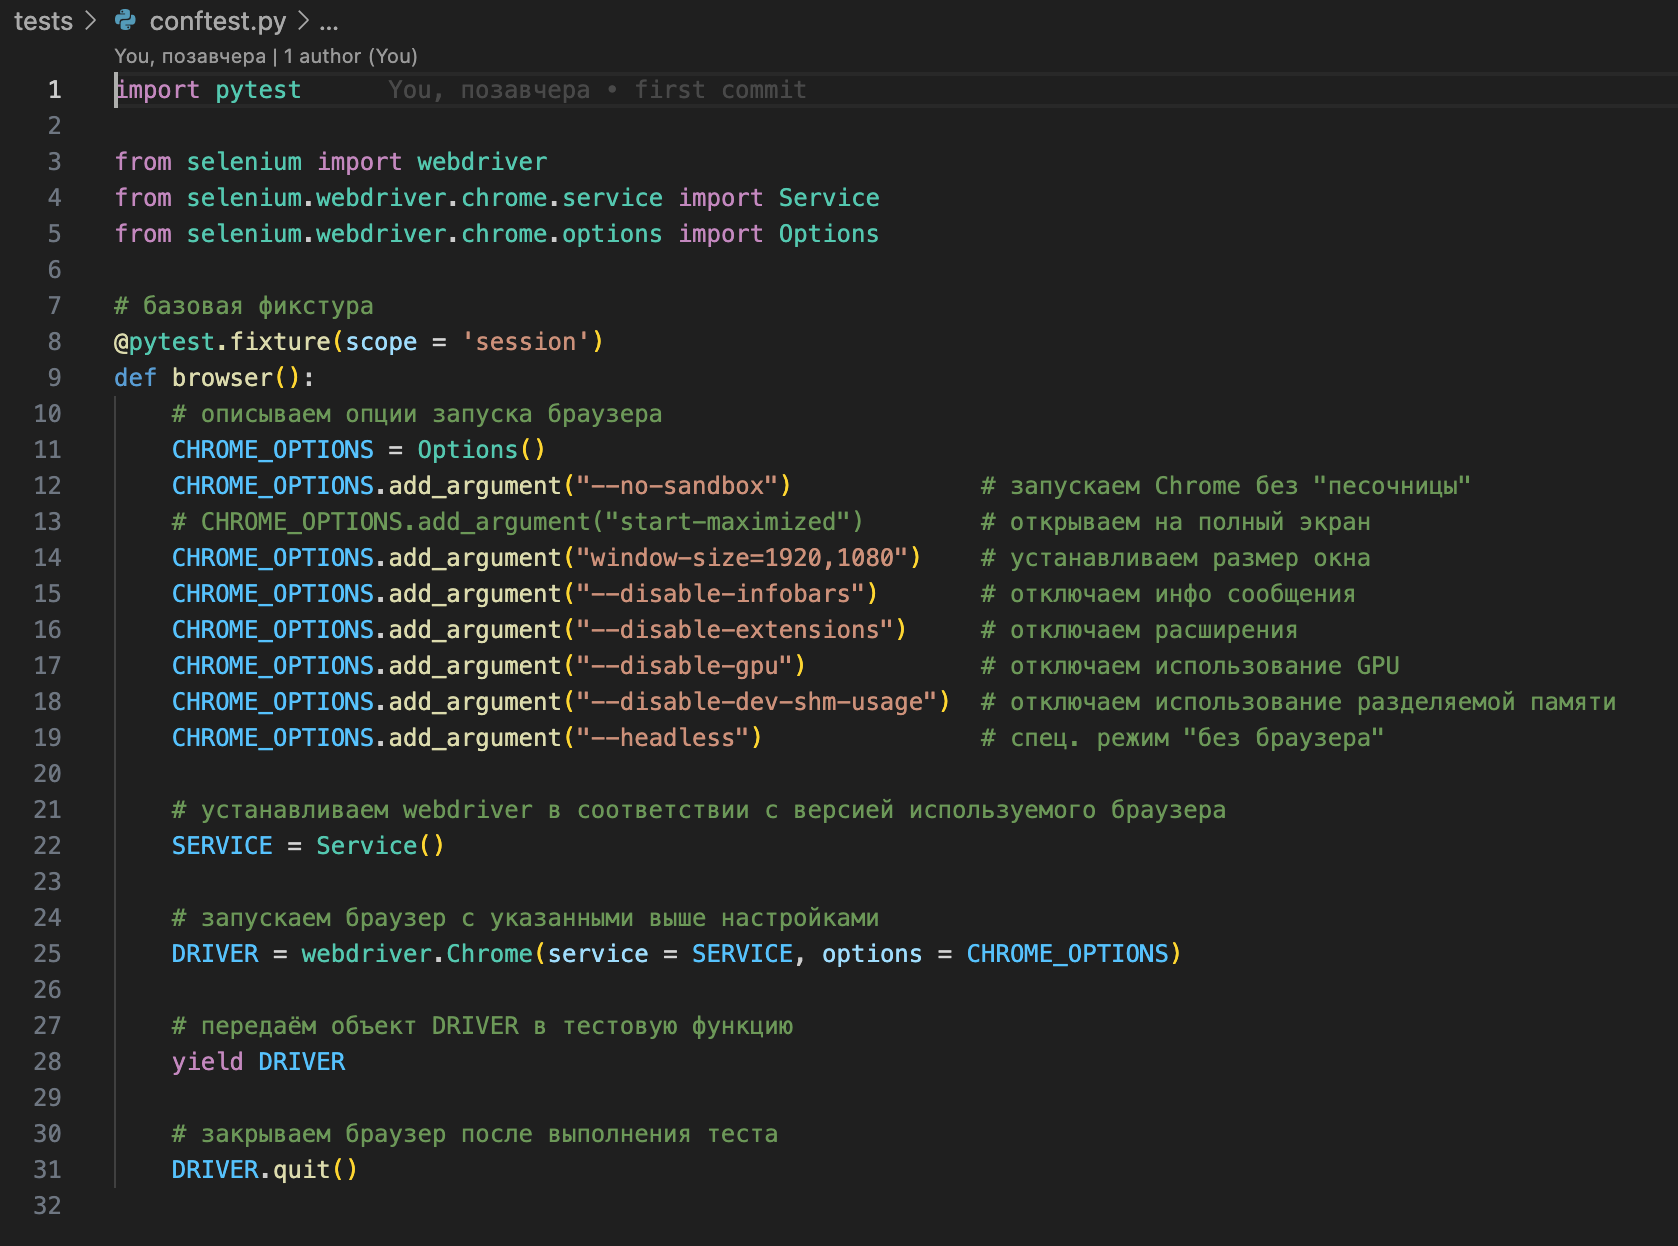 tests > conftest.py > ...
You, позавчера | 1 author (You)
1 import pytest You, позавчера • first commit
2
3 from selenium import webdriver
4 from selenium.webdriver.chrome.service import Service
5 from selenium.webdriver.chrome.options import Options
6
7 # базовая фикстура
8 @pytest.fixture(scope = 'session')
9 def browser():
10 # описываем опции запуска браузера
11 CHROME_OPTIONS = Options()
12 CHROME_OPTIONS.add_argument("--no-sandbox") # запускаем Chrome без "песочницы"
13 # CHROME_OPTIONS.add_argument("start-maximized") # открываем на полный экран
14 CHROME_OPTIONS.add_argument("window-size=1920,1080") # устанавливаем размер окна
15 CHROME_OPTIONS.add_argument("--disable-infobars") # отключаем инфо сообщения
16 CHROME_OPTIONS.add_argument("--disable-extensions") # отключаем расширения
17 CHROME_OPTIONS.add_argument("--disable-gpu") # отключаем использование GPU
18 CHROME_OPTIONS.add_argument("--disable-dev-shm-usage") # отключаем использование разделяемой памяти
19 CHROME_OPTIONS.add_argument("--headless") # спец. режим "без браузера"
20
21 # устанавливаем webdriver в соответствии с версией используемого браузера
22 SERVICE = Service()
23
24 # запускаем браузер с указанными выше настройками
25 DRIVER = webdriver.Chrome(service = SERVICE, options = CHROME_OPTIONS)
26
27 # передаём объект DRIVER в тестовую функцию
28 yield DRIVER
29
30 # закрываем браузер после выполнения теста
31 DRIVER.quit()
32